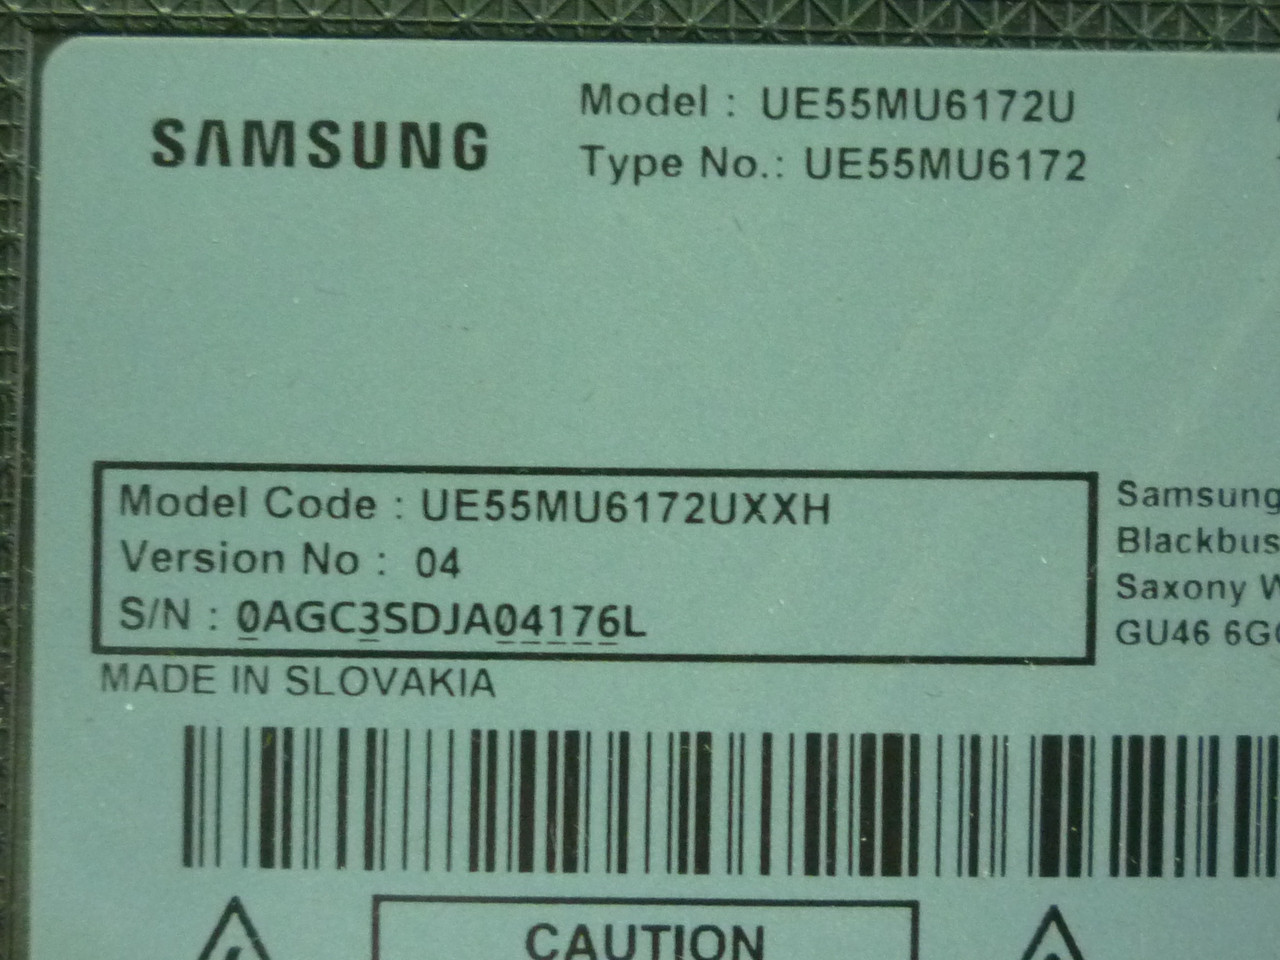 SAMSUNG
Model : UE55MU6172U
Type No.: UE55MU6172
Model Code : UE55MU6172UXXH
Version No : 04
S/N : 0AGC3SDJA04176L
MADE IN SLOVAKIA
Samsung
Blackbus
Saxony W
GU46 6G
CAUTION